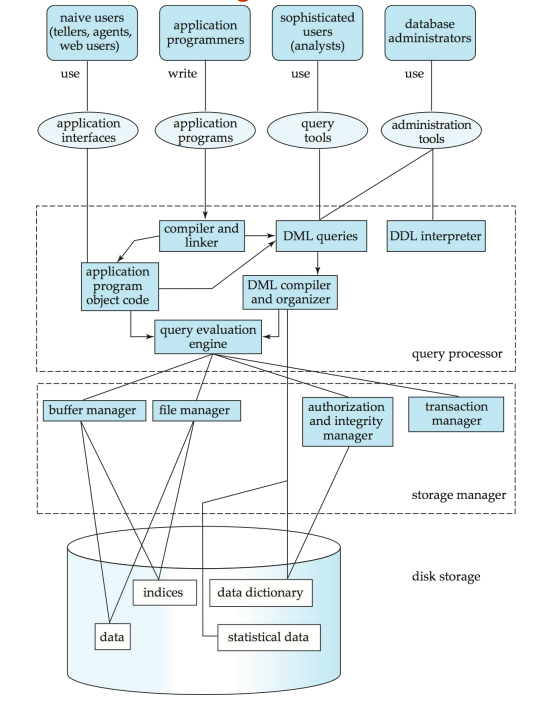 naive users
(tellers, agents,
web users)
application
programmers
sophisticated
users
(analysts)
database
administrators
use
write
use
use
application
interfaces
application
programs
query
tools
administration
tools
compiler and
linker
DML queries
DDL interpreter
application
program
object code
DML compiler
and organizer
query evaluation
engine
query processor
buffer manager
file manager
authorization
and integrity
manager
transaction
manager
storage manager
disk storage
indices
data dictionary
data
statistical data